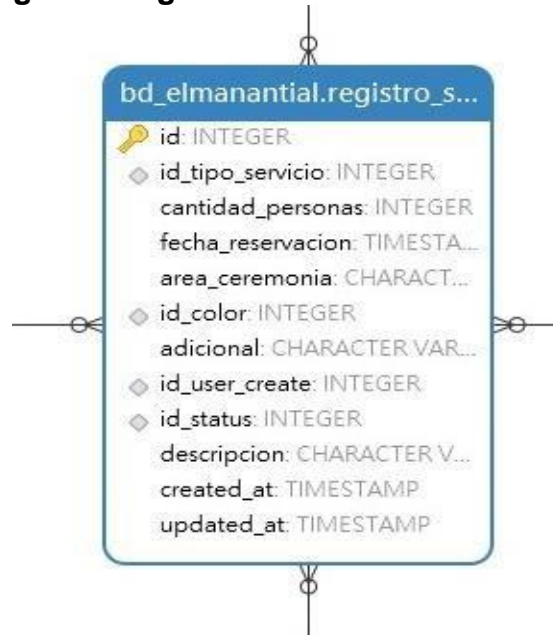 bd_elmanantial.registro_s...
id: INTEGER
id_tipo_servicio: INTEGER
cantidad_personas: INTEGER
fecha_reservacion: TIMESTA...
area_ceremonia: CHARACT...
id_color: INTEGER
adicional: CHARACTER VAR...
id_user_create: INTEGER
id_status: INTEGER
descripcion: CHARACTER V...
created_at: TIMESTAMP
updated_at: TIMESTAMP